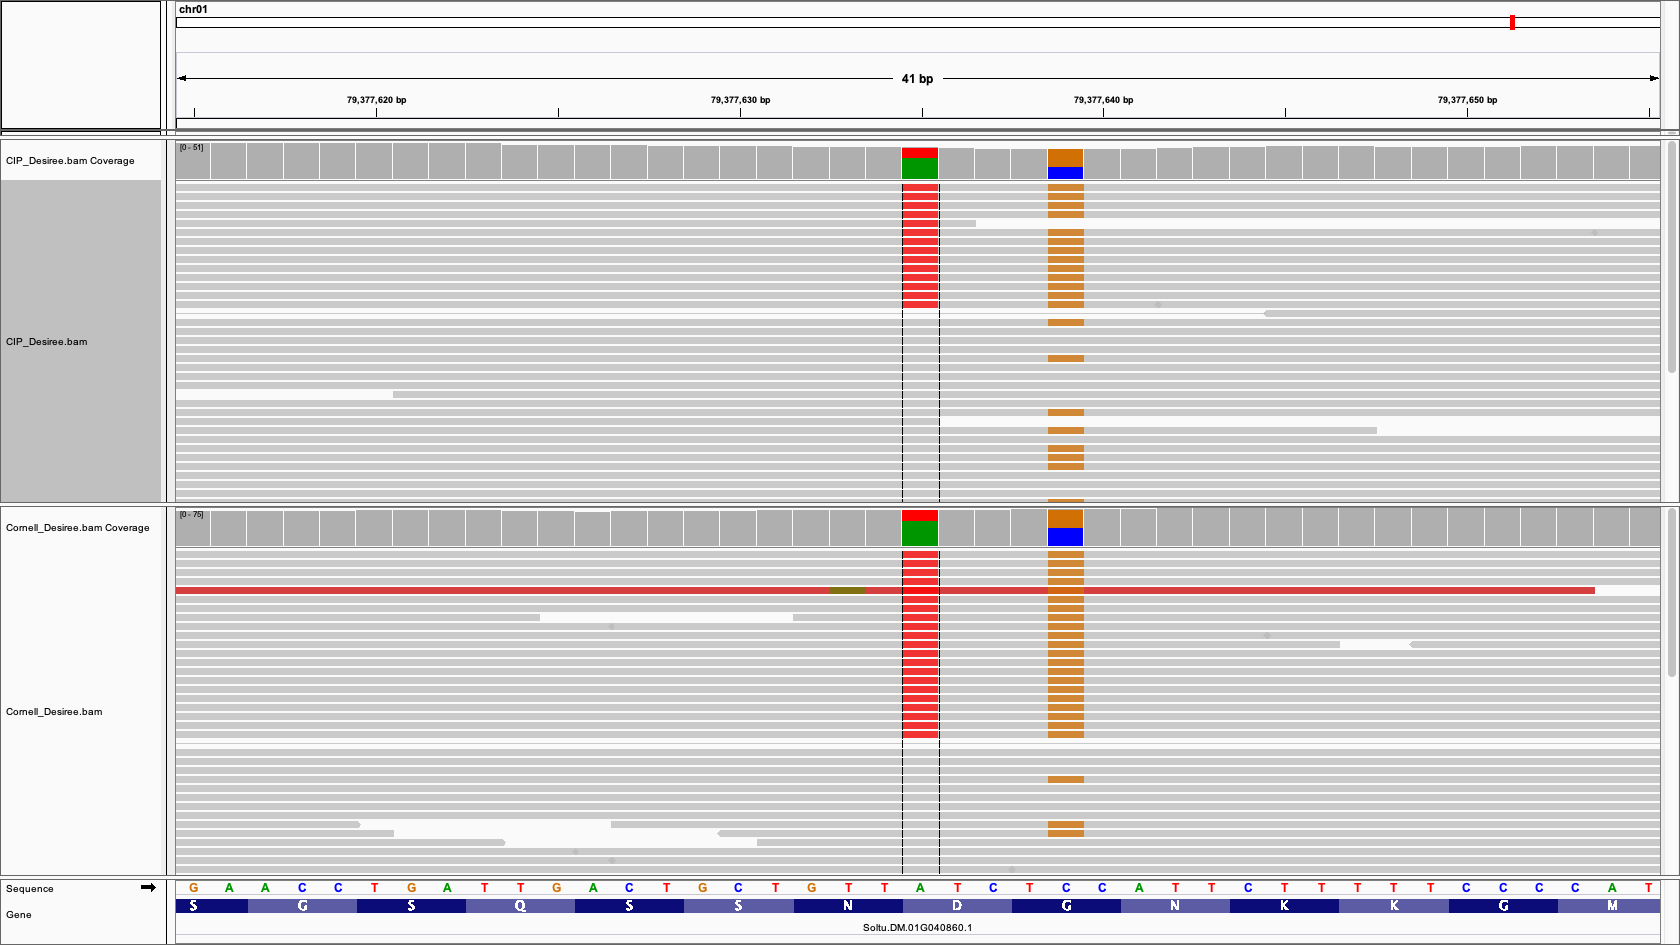 chr01
41 bp
79,377,620 bp 79,377,630 bp 79,377,640 bp 79,377,650 bp
[0 - 51]
CIP_Desiree.bam Coverage
CIP_Desiree.bam
[0 - 75]
Cornell_Desiree.bam Coverage
Cornell_Desiree.bam
Sequence G A A C C T G A T T G A C T G C T G T T A T C T C C A T T C T T T T T C C C C A T
Gene S G S Q S S N D G N K K G M
Soltu.DM.01G040860.1